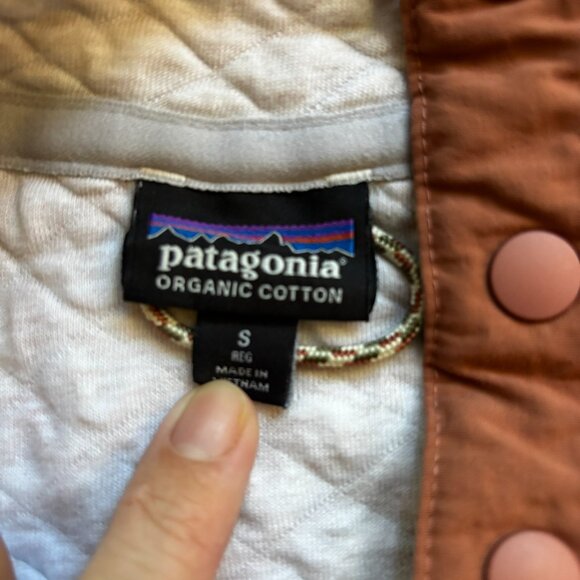 patagonia®
ORGANIC COTTON
S
REG
MADE IN
VIETNAM